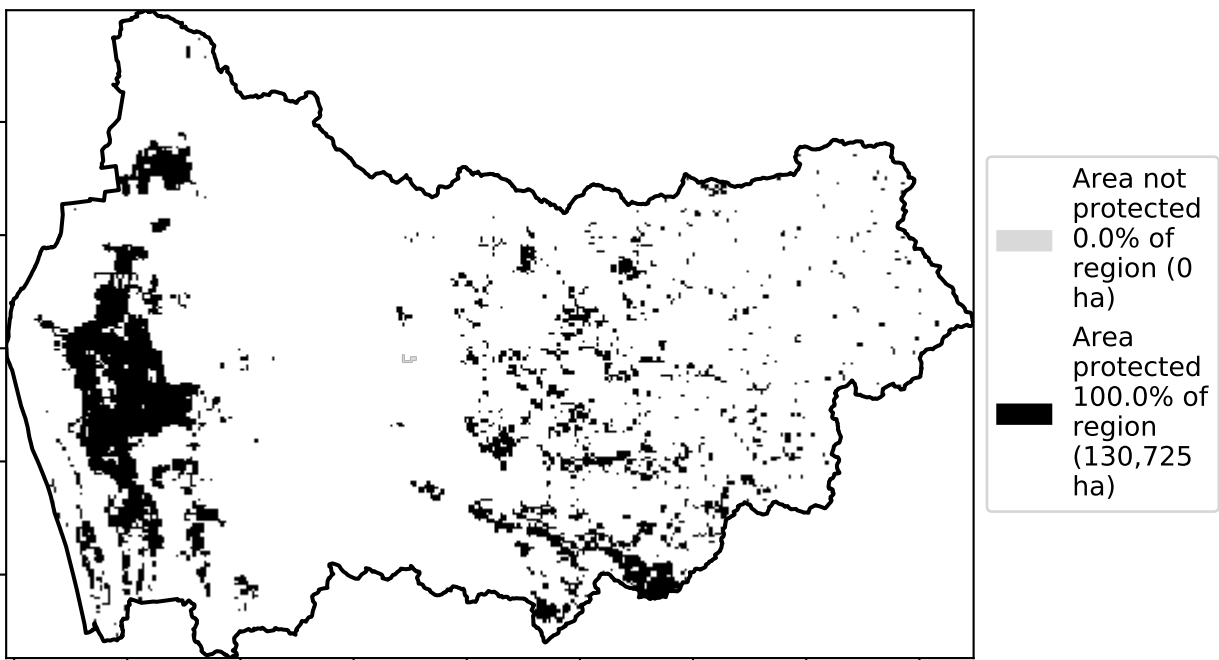 Area not
protected
0.0% of
region (0
ha)
Area
protected
100.0% of
region
(130,725
ha)